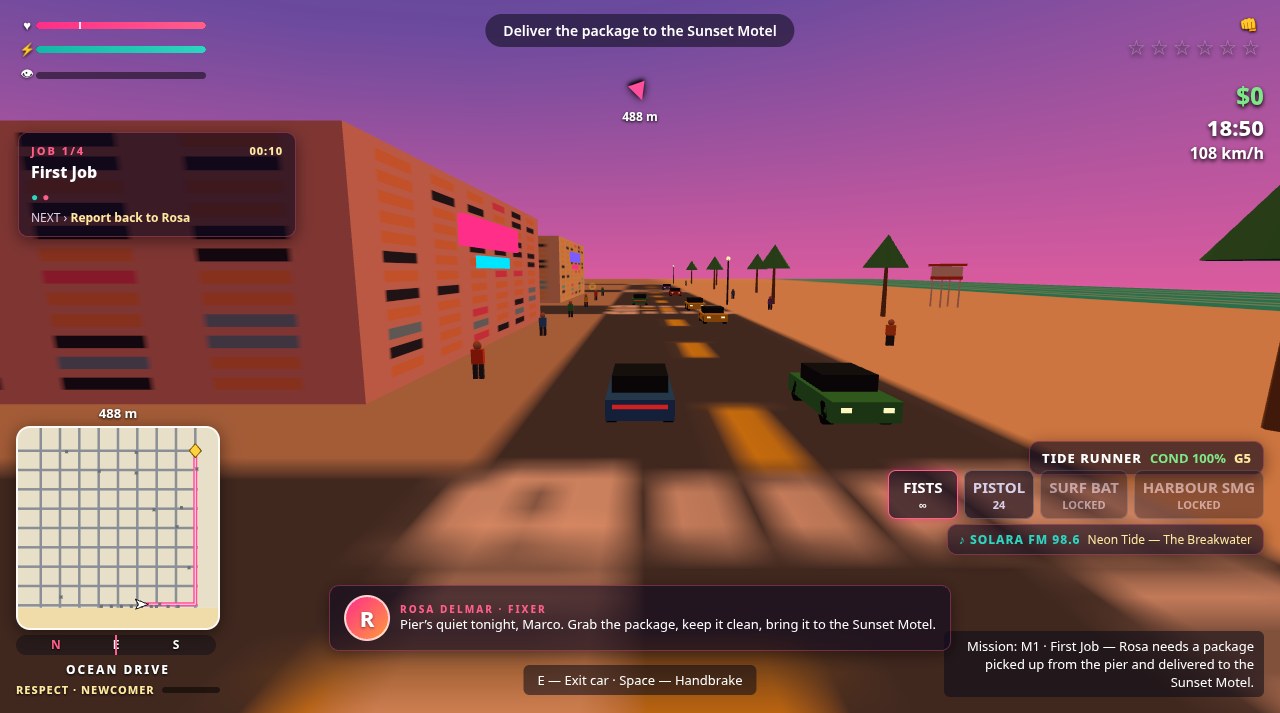 Deliver the package to the Sunset Motel
488 m
$0
18:50
108 km/h
JOB 1/4 00:10
First Job
NEXT › Report back to Rosa
488 m
N E S
OCEAN DRIVE
RESPECT · NEWCOMER
TIDE RUNNER COND 100% G5
FISTS PISTOL SURF BAT HARBOUR SMG
∞ 24 LOCKED LOCKED
♪ SOLARA FM 98.6 Neon Tide — The Breakwater
R
ROSA DELMAR · FIXER
Pier's quiet tonight, Marco. Grab the package, keep it clean, bring it to the Sunset Motel.
E — Exit car · Space — Handbrake
Mission: M1 · First Job — Rosa needs a package
picked up from the pier and delivered to the
Sunset Motel.